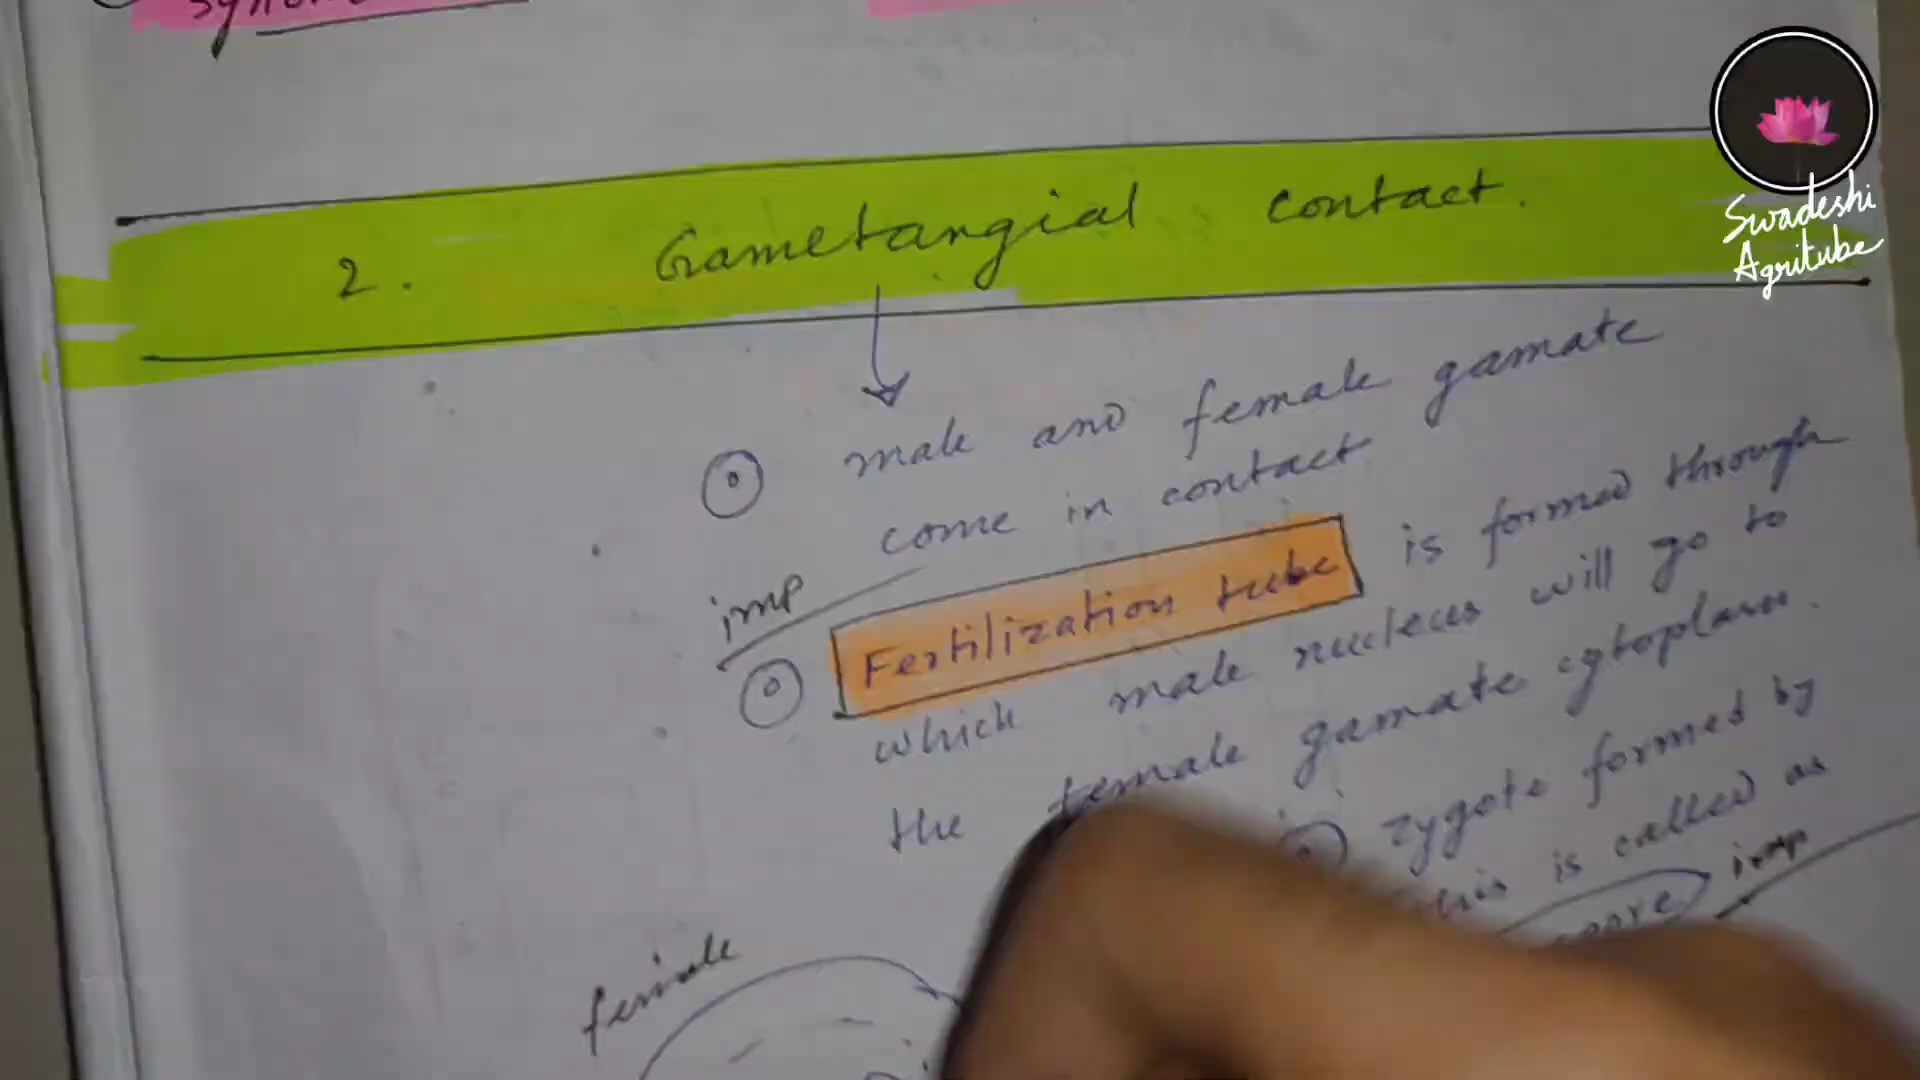 2. Gametangial contact.
male and female gamate
come in contact
imp
Fertilization tube is formed through
which male nucleus will go to
the female gamate cytoplasm.
zygote formed by
this is called as
imp
female
Swadeshi
Agritube